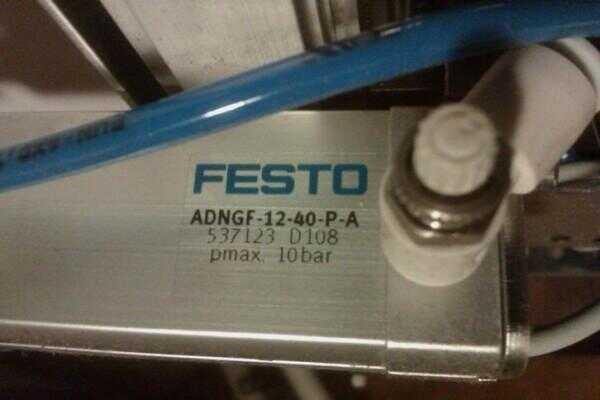 FESTO
ADNGF-12-40-P-A
537123 D108
pmax. 10bar